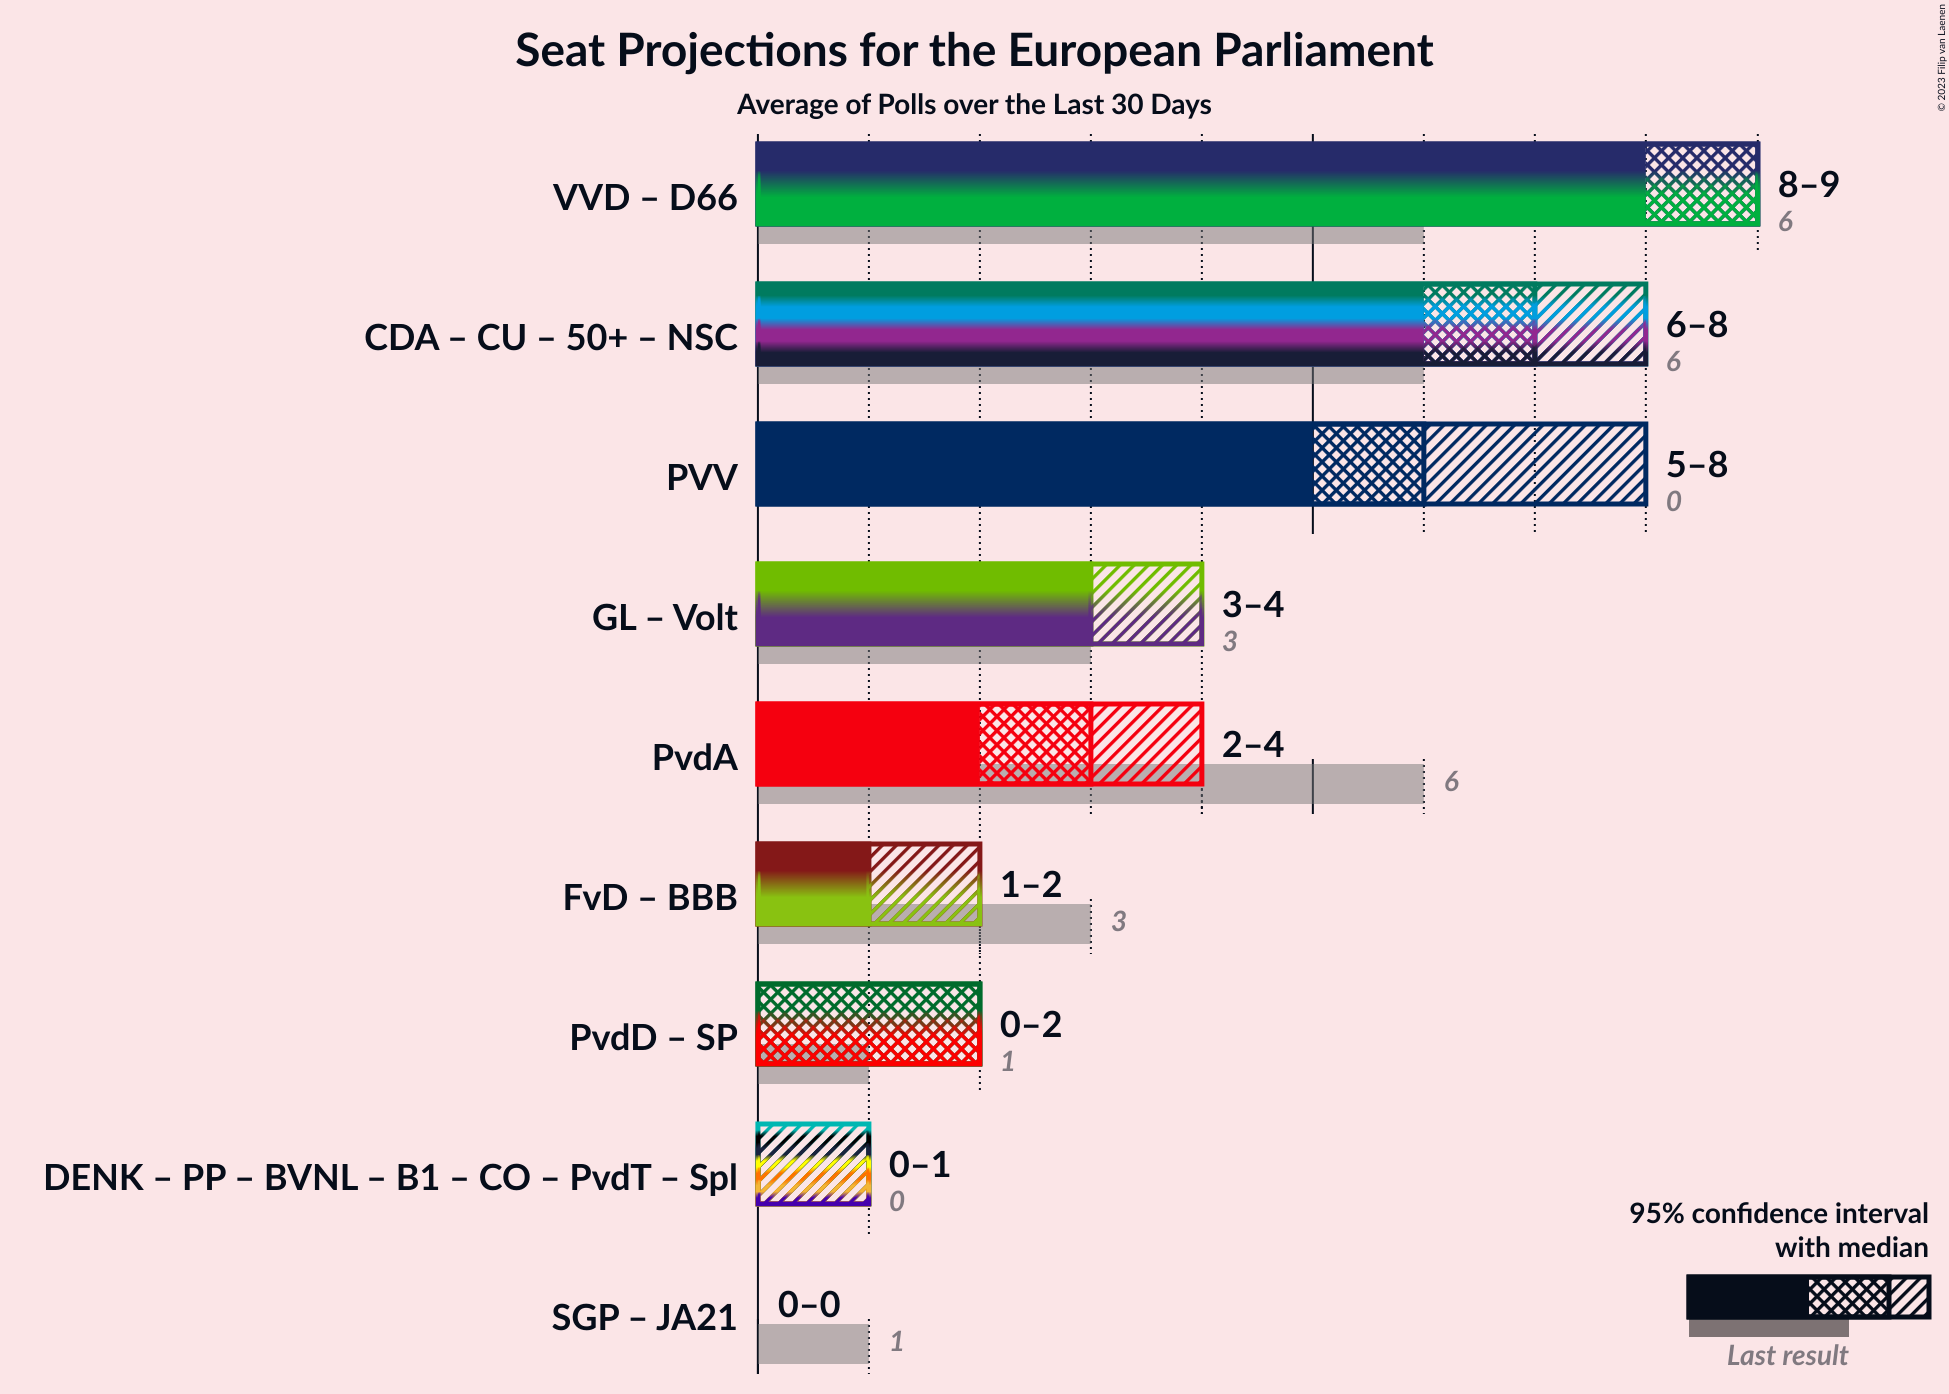 Seat Projections for the European Parliament
Average of Polls over the Last 30 Days
© 2023 Filip van Laenen
VVD – D66
8–9
6
CDA – CU – 50+ – NSC
6–8
6
PVV
5–8
0
GL – Volt
3–4
3
PvdA
2–4
6
FvD – BBB
1–2
3
PvdD – SP
0–2
1
DENK – PP – BVNL – B1 – CO – PvdT – Spl
0–1
0
SGP – JA21
0–0
1
95% confidence interval
with median
Last result